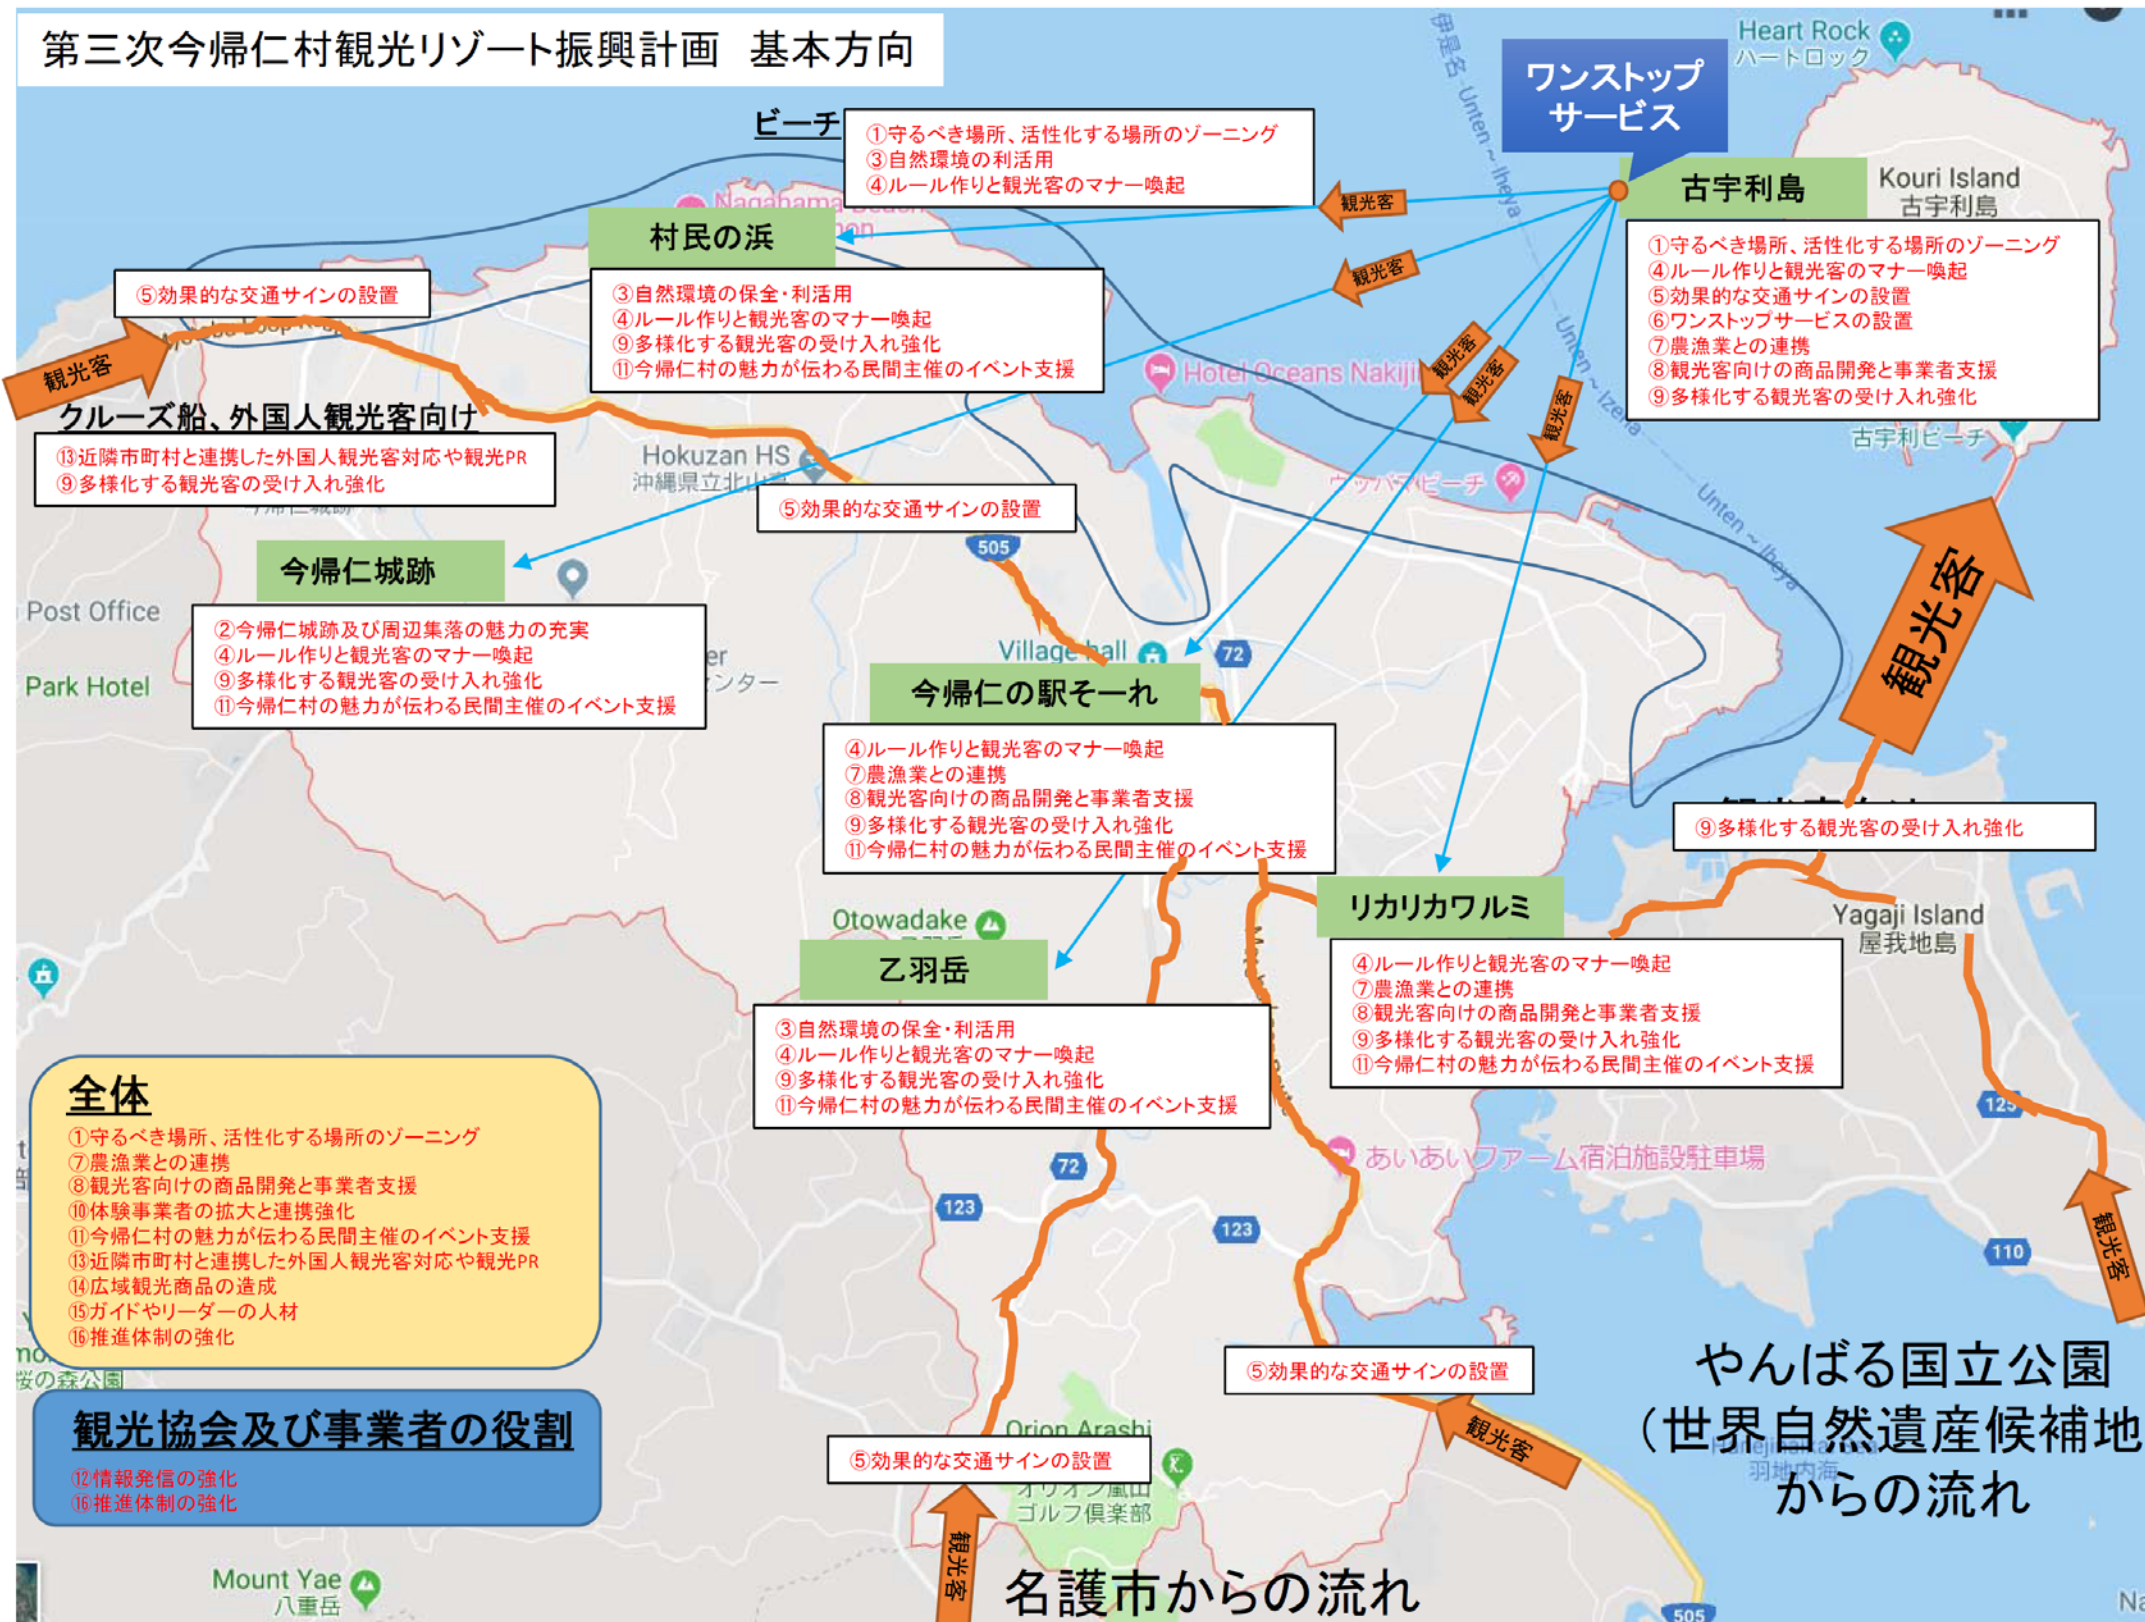 第三次今帰仁村観光リゾート振興計画 基本方向
Heart Rock
ハートロック
ワンストップ
サービス
ビーチ
①守るべき場所、活性化する場所のゾーニング
③自然環境の利活用
④ルール作りと観光客のマナー喚起
伊是名
Unten ~ Iheya
観光客
観光客
古宇利島
Kouri Island
古宇利島
①守るべき場所、活性化する場所のゾーニング
④ルール作りと観光客のマナー喚起
⑤効果的な交通サインの設置
⑥ワンストップサービスの設置
⑦農漁業との連携
⑧観光客向けの商品開発と事業者支援
⑨多様化する観光客の受け入れ強化
古宇利ビーチ
Nagahama
村民の浜
③自然環境の保全・利活用
④ルール作りと観光客のマナー喚起
⑨多様化する観光客の受け入れ強化
⑪今帰仁村の魅力が伝わる民間主催のイベント支援
⑤効果的な交通サインの設置
観光客
クルーズ船、外国人観光客向け
⑬近隣市町村と連携した外国人観光客対応や観光PR
⑨多様化する観光客の受け入れ強化
Hotel Oceans Nakiji
観光客
観光客
観光客
Unten ~ Izena
Unten ~ Iheya
ウッパマビーチ
Hokuzan HS
沖縄県立北山
⑤効果的な交通サインの設置
505
今帰仁城跡
②今帰仁城跡及び周辺集落の魅力の充実
④ルール作りと観光客のマナー喚起
⑨多様化する観光客の受け入れ強化
⑪今帰仁村の魅力が伝わる民間主催のイベント支援
Post Office
Park Hotel
er
ンター
Village hall
72
今帰仁の駅そーれ
④ルール作りと観光客のマナー喚起
⑦農漁業との連携
⑧観光客向けの商品開発と事業者支援
⑨多様化する観光客の受け入れ強化
⑪今帰仁村の魅力が伝わる民間主催のイベント支援
観光客
⑨多様化する観光客の受け入れ強化
Yagaji Island
屋我地島
リカリカワルミ
④ルール作りと観光客のマナー喚起
⑦農漁業との連携
⑧観光客向けの商品開発と事業者支援
⑨多様化する観光客の受け入れ強化
⑪今帰仁村の魅力が伝わる民間主催のイベント支援
Otowadake
乙羽岳
③自然環境の保全・利活用
④ルール作りと観光客のマナー喚起
⑨多様化する観光客の受け入れ強化
⑪今帰仁村の魅力が伝わる民間主催のイベント支援
全体
①守るべき場所、活性化する場所のゾーニング
⑦農漁業との連携
⑧観光客向けの商品開発と事業者支援
⑩体験事業者の拡大と連携強化
⑪今帰仁村の魅力が伝わる民間主催のイベント支援
⑬近隣市町村と連携した外国人観光客対応や観光PR
⑭広域観光商品の造成
⑮ガイドやリーダーの人材
⑯推進体制の強化
桜の森公園
観光協会及び事業者の役割
⑫情報発信の強化
⑯推進体制の強化
72
123
123
125
110
あいあいファーム宿泊施設駐車場
観光客
⑤効果的な交通サインの設置
観光客
やんばる国立公園
（世界自然遺産候補地
からの流れ
羽地内海
Orion Arashi
⑤効果的な交通サインの設置
オリオン嵐山
ゴルフ倶楽部
観光客
名護市からの流れ
Mount Yae
八重岳
505
Na